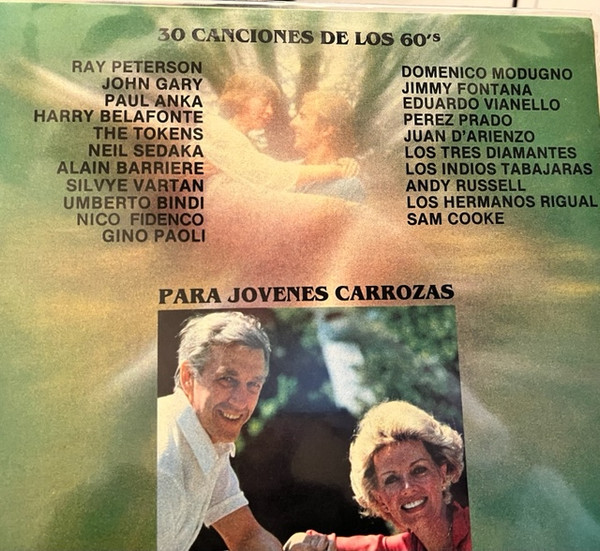 30 CANCIONES DE LOS 60's
RAY PETERSON
JOHN GARY
PAUL ANKA
HARRY BELAFONTE
THE TOKENS
NEIL SEDAKA
ALAIN BARRIERE
SILVYE VARTAN
UMBERTO BINDI
NICO FIDENCO
GINO PAOLI
DOMENICO MODUGNO
JIMMY FONTANA
EDUARDO VIANELLO
PEREZ PRADO
JUAN D'ARIENZO
LOS TRES DIAMANTES
LOS INDIOS TABAJARAS
ANDY RUSSELL
LOS HERMANOS RIGUAL
SAM COOKE
PARA JOVENES CARROZAS